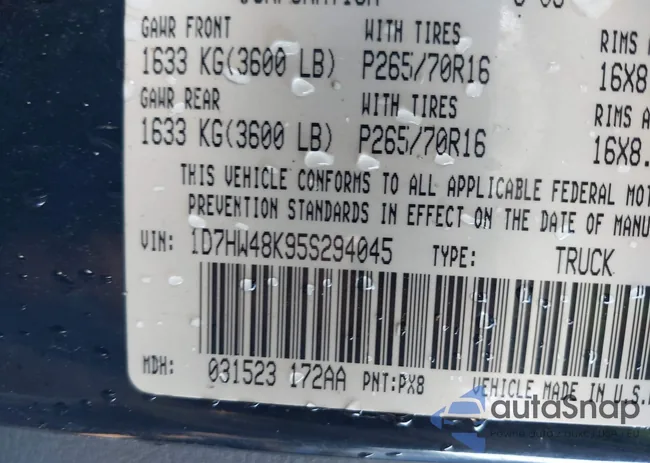 GAWR FRONT WITH TIRES RIMS A
1633 KG(3600 LB) P265/70R16 16X8
GAWR REAR WITH TIRES RIMS A
1633 KG(3600 LB) P265/70R16 16X8.
THIS VEHICLE CONFORMS TO ALL APPLICABLE FEDERAL MOT
PREVENTION STANDARDS IN EFFECT ON THE DATE OF MANU
VIN: 1D7HW48K95S294045 TYPE: TRUCK
MDH: 031523 172AA PNT:PX8 VEHICLE MADE IN U.S.
autoSnap